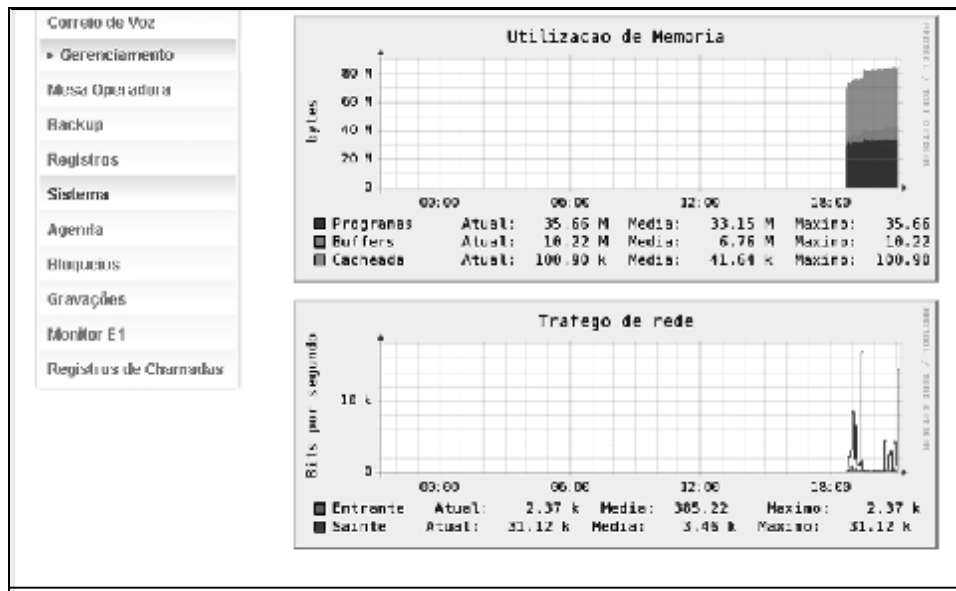 Correio de Voz
▸ Gerenciamento
Mesa Operadora
Backup
Registros
Sistema
Agenda
Bloqueios
Gravações
Monitor E1
Registros de Chamadas
Utilizacao de Memoria
bytes
80 M
60 M
40 M
20 M
0
00:00 06:00 12:00 18:00
Programas Atual: 35.66 M Media: 33.15 M Maximo: 35.66
Buffers Atual: 10.22 M Media: 6.76 M Maximo: 10.22
Cacheada Atual: 100.90 k Media: 41.64 k Maximo: 100.90
Trafego de rede
Bits por segundo
10 k
0
00:00 06:00 12:00 18:00
Entrante Atual: 2.37 k Media: 385.22 Maximo: 2.37 k
Sainte Atual: 31.12 k Media: 3.46 k Maximo: 31.12 k